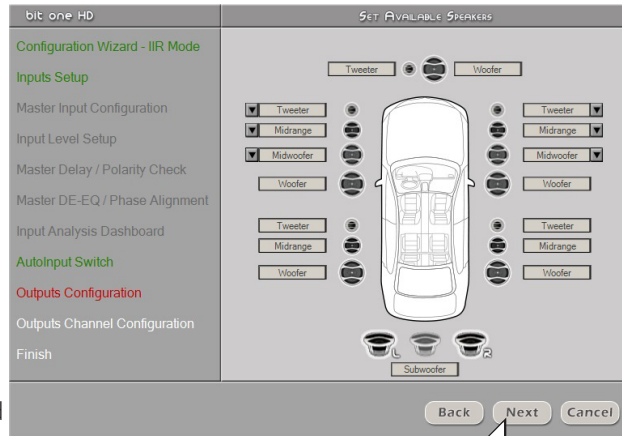 bit one HD
Set Available Speakers
Configuration Wizard - IIR Mode
Inputs Setup
Master Input Configuration
Input Level Setup
Master Delay / Polarity Check
Master DE-EQ / Phase Alignment
Input Analysis Dashboard
AutoInput Switch
Outputs Configuration
Outputs Channel Configuration
Finish
Tweeter Woofer
Tweeter Tweeter
Midrange Midrange
Midwoofer Midwoofer
Woofer Woofer
Tweeter Tweeter
Midrange Midrange
Woofer Woofer
L R
Subwoofer
Back Next Cancel